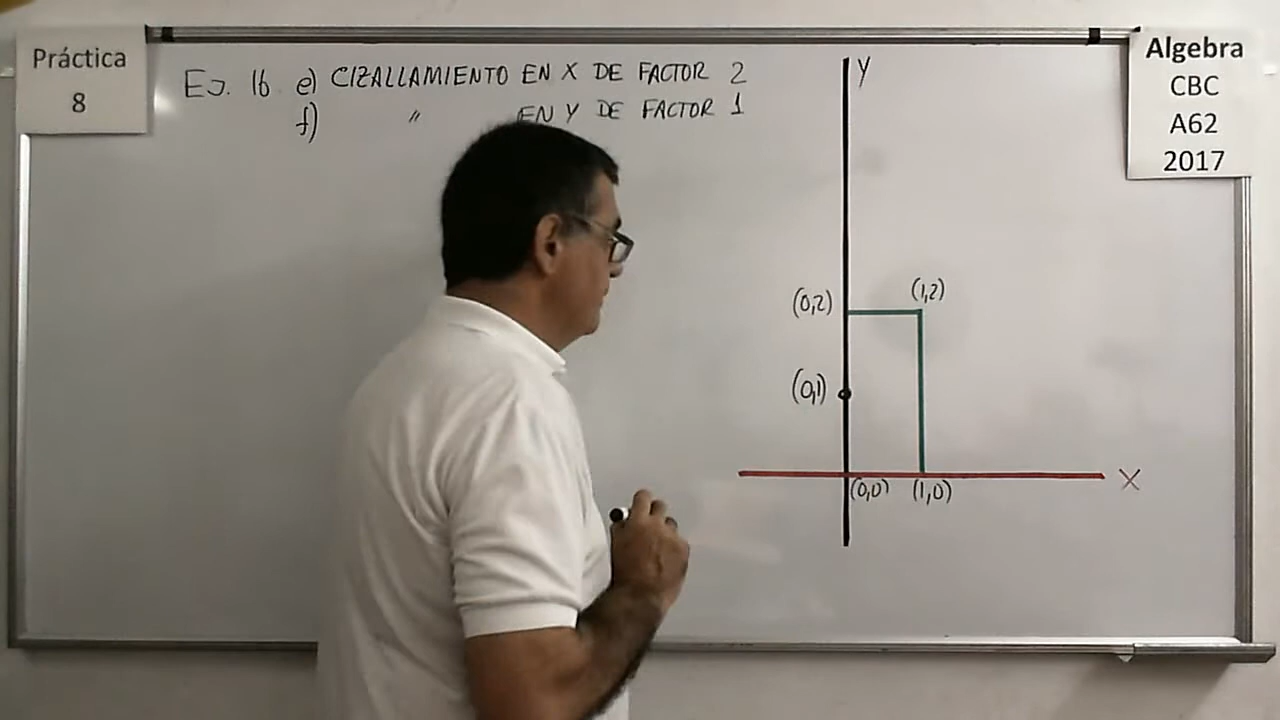 Práctica
8
EJ. 16 e) CIZALLAMIENTO EN X DE FACTOR 2
f) " EN Y DE FACTOR 1
Algebra
CBC
A62
2017
Y
(0,2)
(1,2)
(0,1)
(0,0)
(1,0)
X